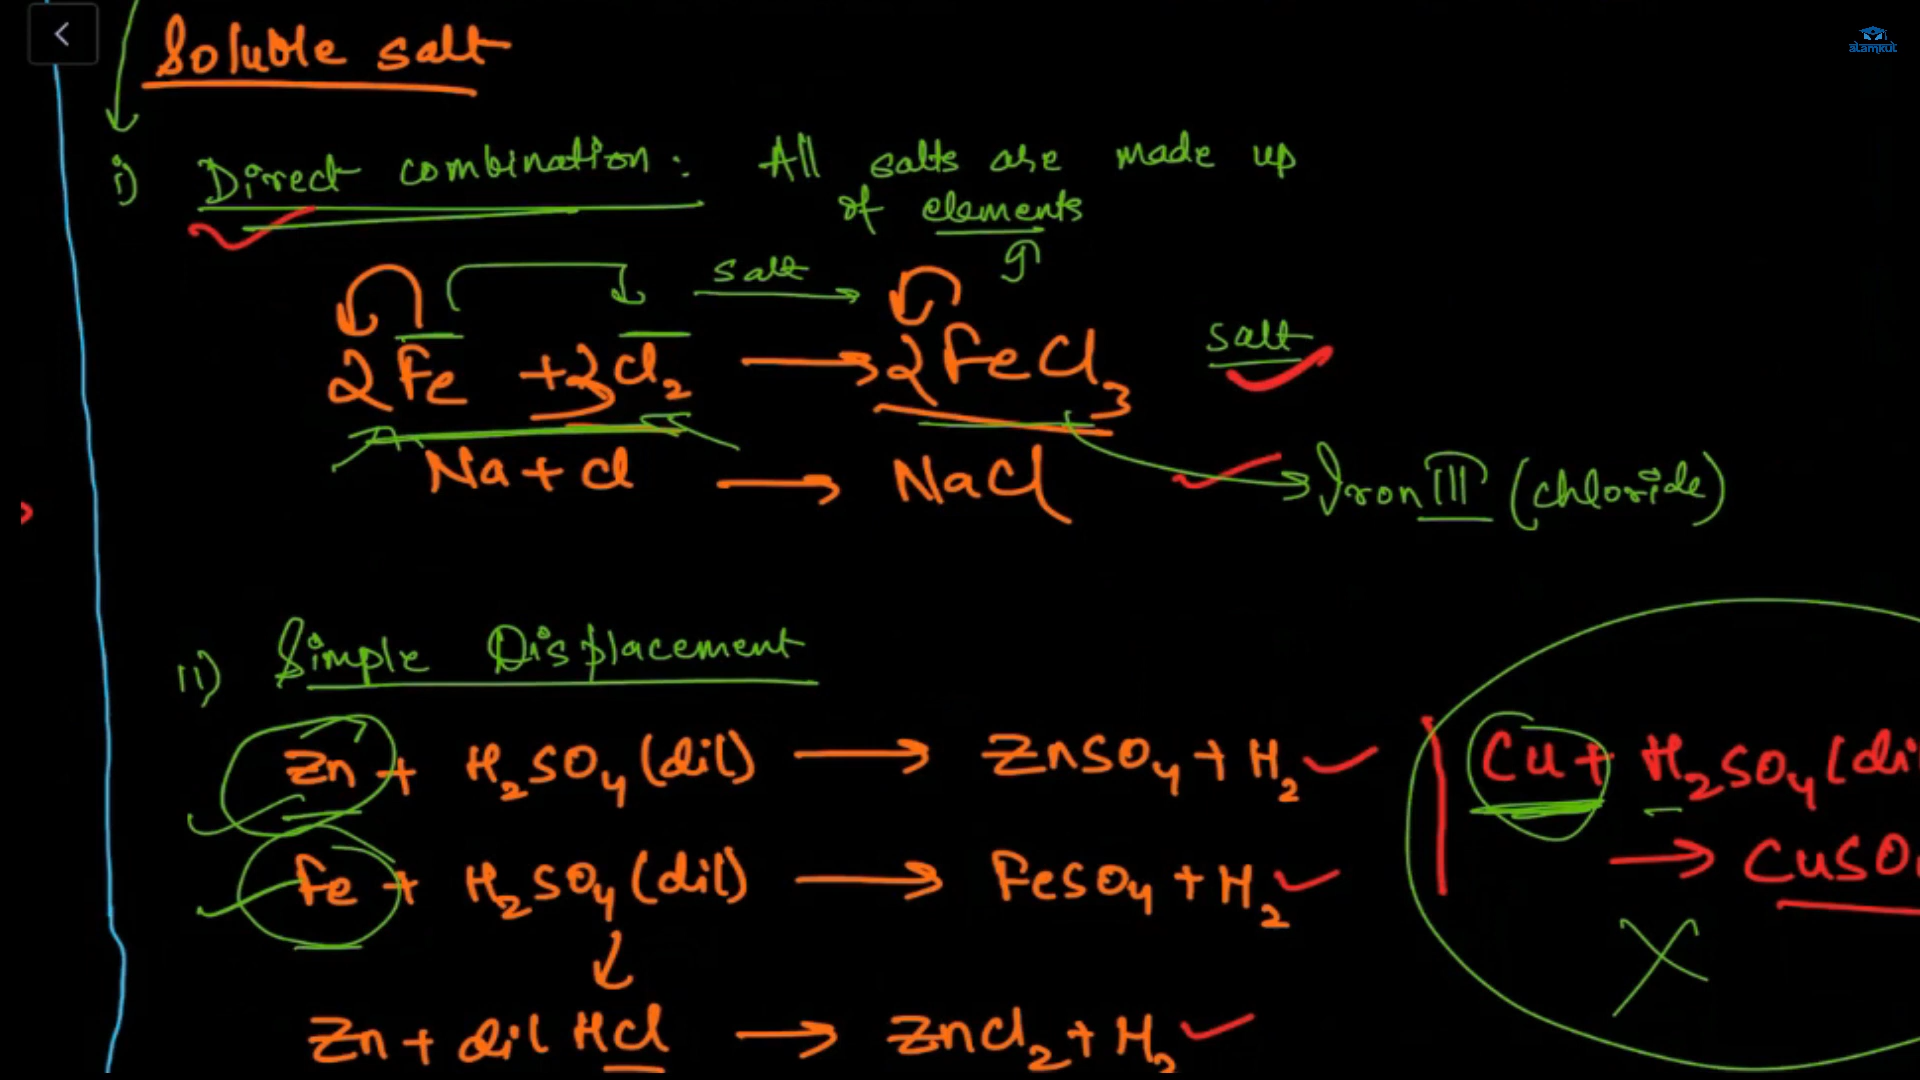 Soluble salt
i) Direct combination : All salts are made up
of elements
salt
2Fe + 3Cl₂ → 2FeCl₃ salt
Na + Cl → NaCl Iron III (chloride)
ii) Simple Displacement
Zn + H₂SO₄ (dil) → ZnSO₄ + H₂ Cu + H₂SO₄ (di
Fe + H₂SO₄ (dil) → FeSO₄ + H₂ → CuSO
Zn + dil HCl → ZnCl₂ + H₂
alamkut